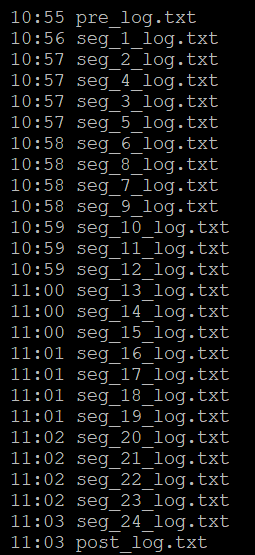 10:55 pre_log.txt
10:56 seg_1_log.txt
10:57 seg_2_log.txt
10:57 seg_4_log.txt
10:57 seg_3_log.txt
10:57 seg_5_log.txt
10:58 seg_6_log.txt
10:58 seg_8_log.txt
10:58 seg_7_log.txt
10:58 seg_9_log.txt
10:59 seg_10_log.txt
10:59 seg_11_log.txt
10:59 seg_12_log.txt
11:00 seg_13_log.txt
11:00 seg_14_log.txt
11:00 seg_15_log.txt
11:01 seg_16_log.txt
11:01 seg_17_log.txt
11:01 seg_18_log.txt
11:01 seg_19_log.txt
11:02 seg_20_log.txt
11:02 seg_21_log.txt
11:02 seg_22_log.txt
11:02 seg_23_log.txt
11:03 seg_24_log.txt
11:03 post_log.txt